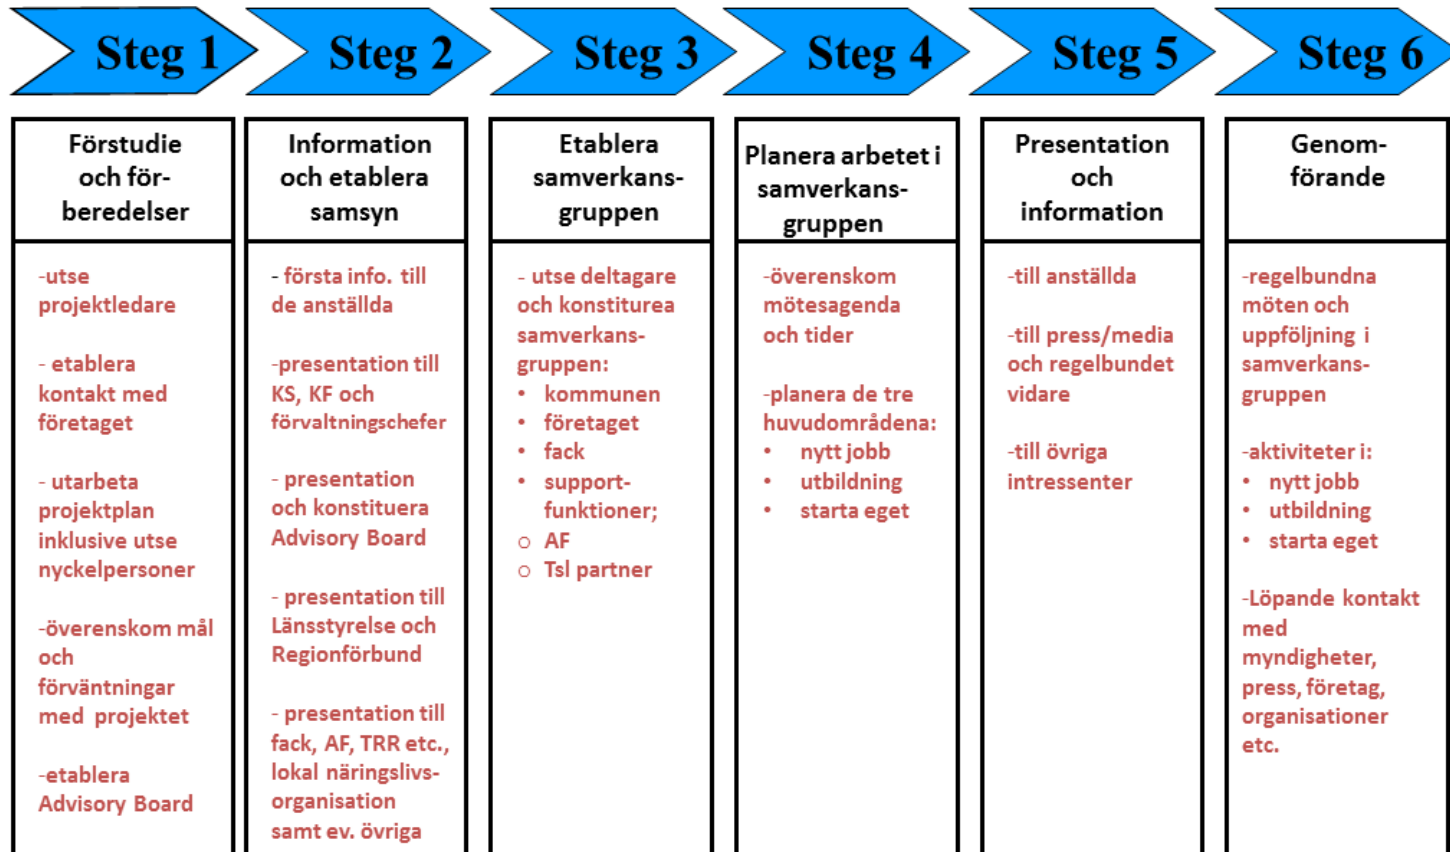 Steg 1
Steg 2
Steg 3
Steg 4
Steg 5
Steg 6
Förstudie
och för-
beredelser
-utse
projektledare
- etablera
kontakt med
företaget
- utarbeta
projektplan
inklusive utse
nyckelpersoner
-överenskom mål
och
förväntningar
med projektet
-etablera
Advisory Board
Information
och etablera
samsyn
- första info. till
de anställda
-presentation till
KS, KF och
förvaltningschefer
- presentation
och konstituera
Advisory Board
- presentation till
Länsstyrelse och
Regionförbund
- presentation till
fack, AF, TRR etc.,
lokal näringslivs-
organisation
samt ev. övriga
Etablera
samverkans-
gruppen
- utse deltagare
och konstiturea
samverkans-
gruppen:
• kommunen
• företaget
• fack
• support-
funktioner;
o AF
o Tsl partner
Planera arbetet i
samverkans-
gruppen
-överenskom
mötesagenda
och tider
-planera de tre
huvudområdena:
• nytt jobb
• utbildning
• starta eget
Presentation
och
information
-till anställda
-till press/media
och regelbundet
vidare
-till övriga
intressenter
Genom-
förande
-regelbundna
möten och
uppföljning i
samverkans-
gruppen
-aktiviteter i:
• nytt jobb
• utbildning
• starta eget
-Löpande kontakt
med
myndigheter,
press, företag,
organisationer
etc.